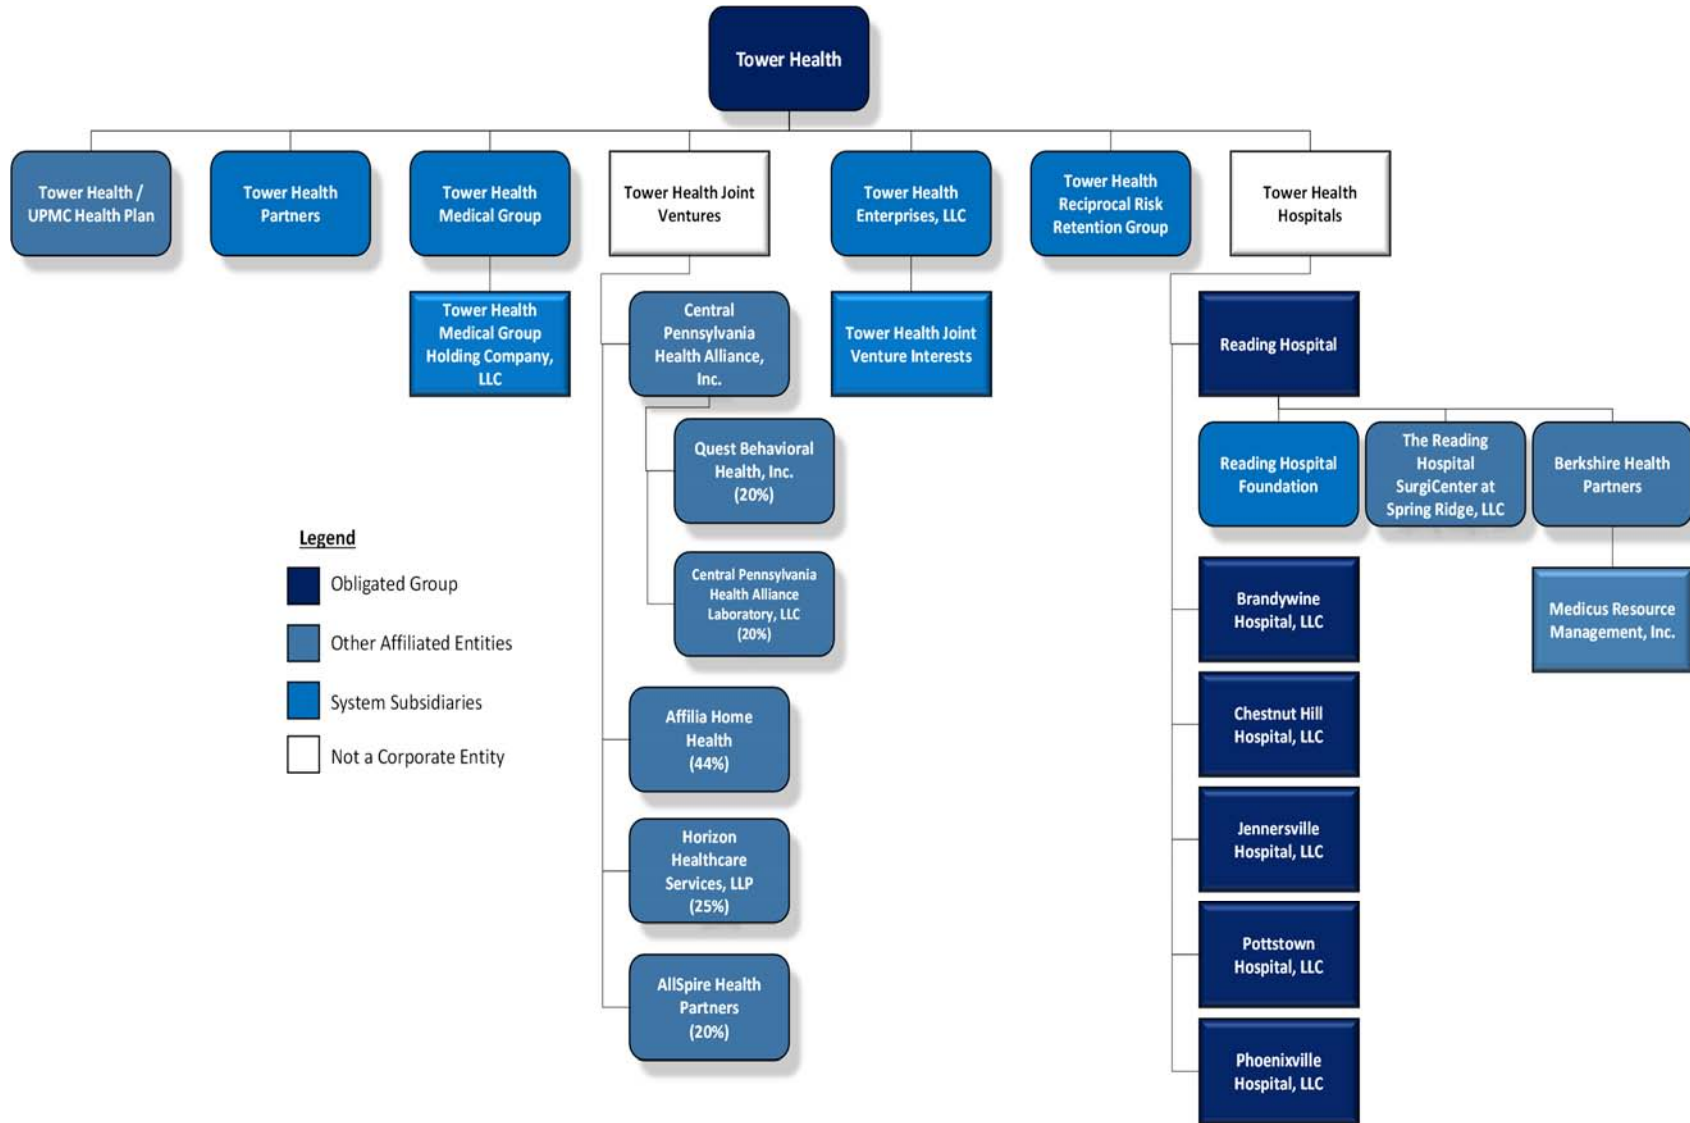 Tower Health
Tower Health /
UPMC Health Plan
Tower Health
Partners
Tower Health
Medical Group
Tower Health Joint
Ventures
Tower Health
Enterprises, LLC
Tower Health
Reciprocal Risk
Retention Group
Tower Health
Hospitals
Tower Health
Medical Group
Holding Company,
LLC
Central
Pennsylvania
Health Alliance,
Inc.
Tower Health Joint
Venture Interests
Reading Hospital
Quest Behavioral
Health, Inc.
(20%)
Reading Hospital
Foundation
The Reading
Hospital
SurgiCenter at
Spring Ridge, LLC
Berkshire Health
Partners
Central Pennsylvania
Health Alliance
Laboratory, LLC
(20%)
Brandywine
Hospital, LLC
Medicus Resource
Management, Inc.
Legend
Obligated Group
Other Affiliated Entities
System Subsidiaries
Not a Corporate Entity
Affilia Home
Health
(44%)
Chestnut Hill
Hospital, LLC
Horizon
Healthcare
Services, LLP
(25%)
Jennersville
Hospital, LLC
AllSpire Health
Partners
(20%)
Pottstown
Hospital, LLC
Phoenixville
Hospital, LLC